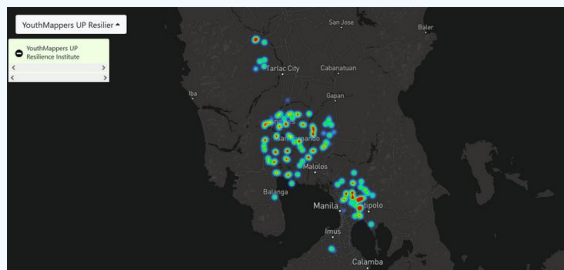 YouthMappers UP Resilier
YouthMappers UP
Resilience Institute
San Jose
Baler
Tarlac City
Cabanatuan
Iba
Gapan
Malolos
Balanga
Manila
Imus
Calamba